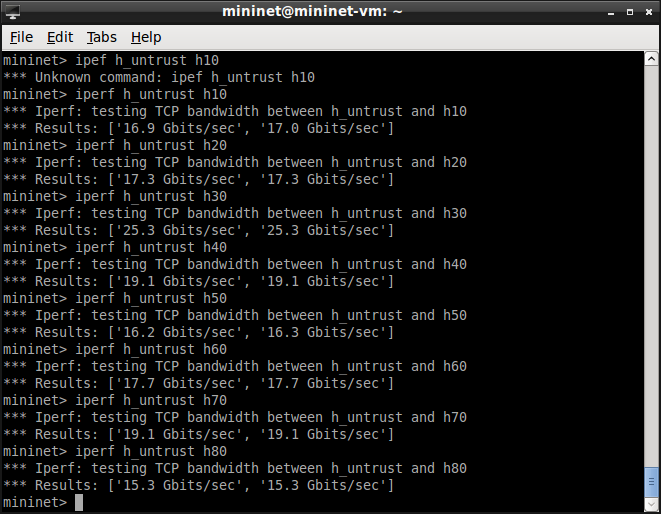 mininet@mininet-vm: ~
File Edit Tabs Help
mininet> ipef h_untrust h10
*** Unknown command: ipef h_untrust h10
mininet> iperf h_untrust h10
*** Iperf: testing TCP bandwidth between h_untrust and h10
*** Results: ['16.9 Gbits/sec', '17.0 Gbits/sec']
mininet> iperf h_untrust h20
*** Iperf: testing TCP bandwidth between h_untrust and h20
*** Results: ['17.3 Gbits/sec', '17.3 Gbits/sec']
mininet> iperf h_untrust h30
*** Iperf: testing TCP bandwidth between h_untrust and h30
*** Results: ['25.3 Gbits/sec', '25.3 Gbits/sec']
mininet> iperf h_untrust h40
*** Iperf: testing TCP bandwidth between h_untrust and h40
*** Results: ['19.1 Gbits/sec', '19.1 Gbits/sec']
mininet> iperf h_untrust h50
*** Iperf: testing TCP bandwidth between h_untrust and h50
*** Results: ['16.2 Gbits/sec', '16.3 Gbits/sec']
mininet> iperf h_untrust h60
*** Iperf: testing TCP bandwidth between h_untrust and h60
*** Results: ['17.7 Gbits/sec', '17.7 Gbits/sec']
mininet> iperf h_untrust h70
*** Iperf: testing TCP bandwidth between h_untrust and h70
*** Results: ['19.1 Gbits/sec', '19.1 Gbits/sec']
mininet> iperf h_untrust h80
*** Iperf: testing TCP bandwidth between h_untrust and h80
*** Results: ['15.3 Gbits/sec', '15.3 Gbits/sec']
mininet>